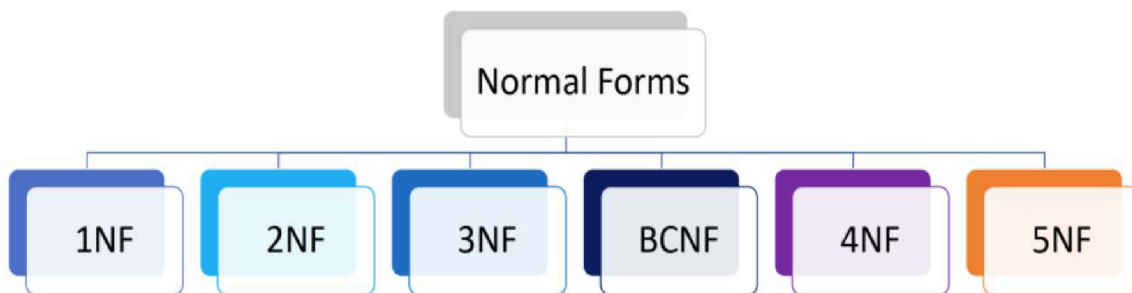 Normal Forms
1NF
2NF
3NF
BCNF
4NF
5NF